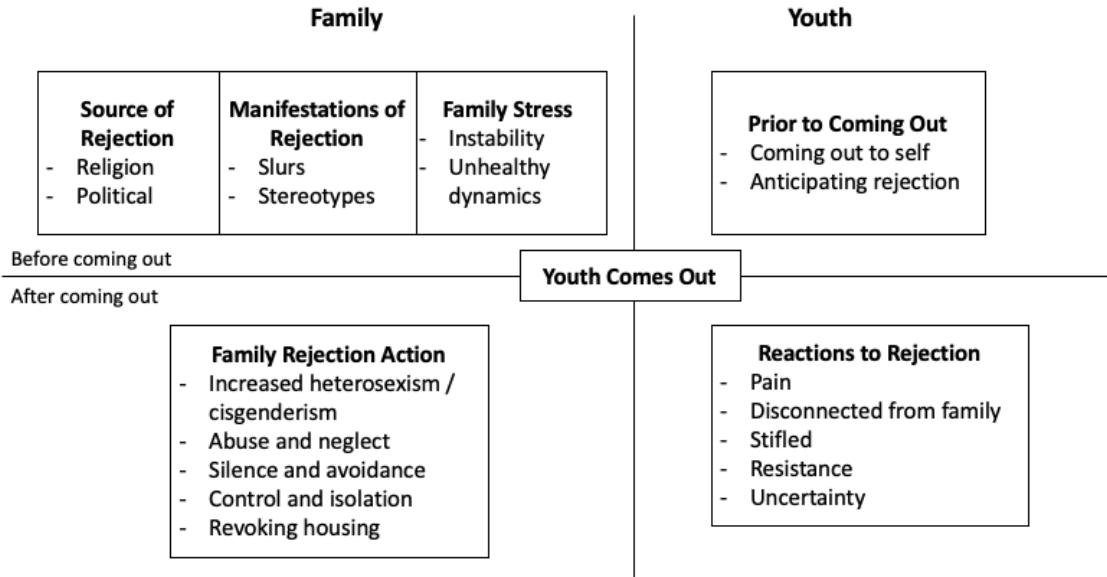 Family
Youth
Source of
Rejection
- Religion
- Political
Manifestations of
Rejection
- Slurs
- Stereotypes
Family Stress
- Instability
- Unhealthy
dynamics
Prior to Coming Out
- Coming out to self
- Anticipating rejection
Before coming out
Youth Comes Out
After coming out
Family Rejection Action
- Increased heterosexism /
cisgenderism
- Abuse and neglect
- Silence and avoidance
- Control and isolation
- Revoking housing
Reactions to Rejection
- Pain
- Disconnected from family
- Stifled
- Resistance
- Uncertainty